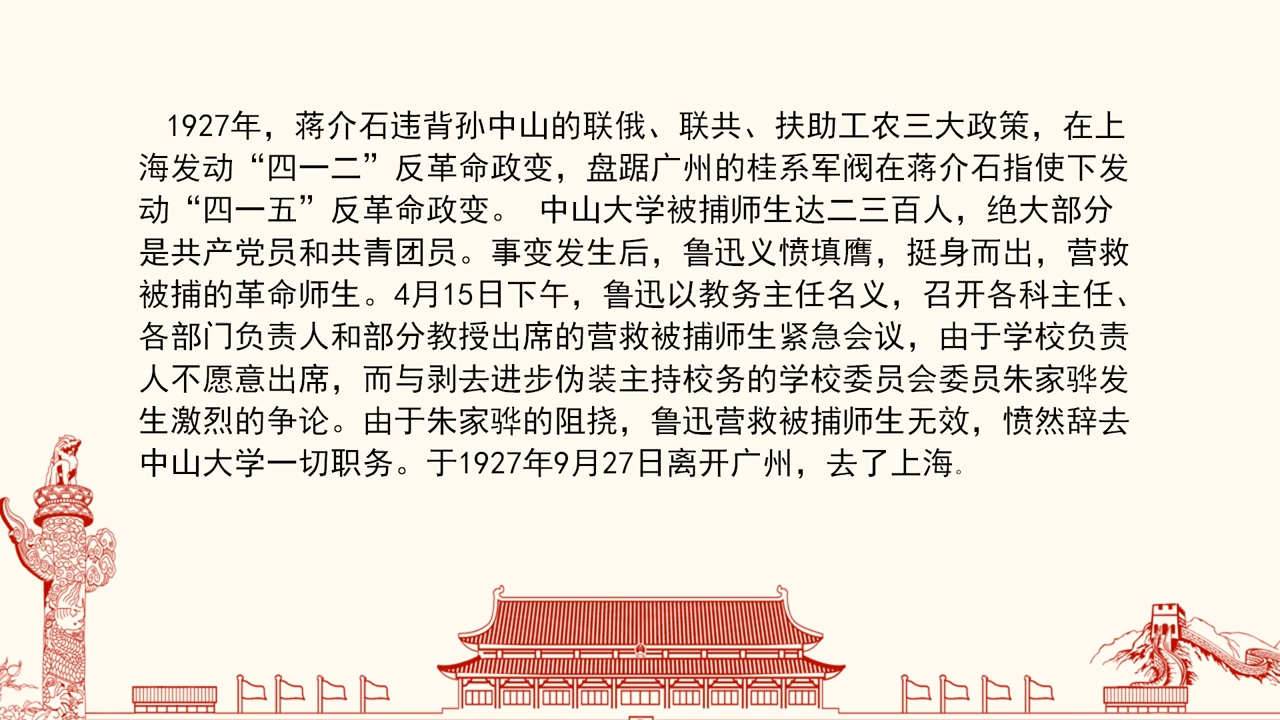 1927年，蒋介石违背孙中山的联俄、联共、扶助工农三大政策，在上
海发动“四一二”反革命政变，盘踞广州的桂系军阀在蒋介石指使下发
动“四一五”反革命政变。 中山大学被捕师生达二三百人，绝大部分
是共产党员和共青团员。事变发生后，鲁迅义愤填膺，挺身而出，营救
被捕的革命师生。4月15日下午，鲁迅以教务主任名义，召开各科主任、
各部门负责人和部分教授出席的营救被捕师生紧急会议，由于学校负责
人不愿意出席，而与剥去进步伪装主持校务的学校委员会委员朱家骅发
生激烈的争论。由于朱家骅的阻挠，鲁迅营救被捕师生无效，愤然辞去
中山大学一切职务。于1927年9月27日离开广州，去了上海。